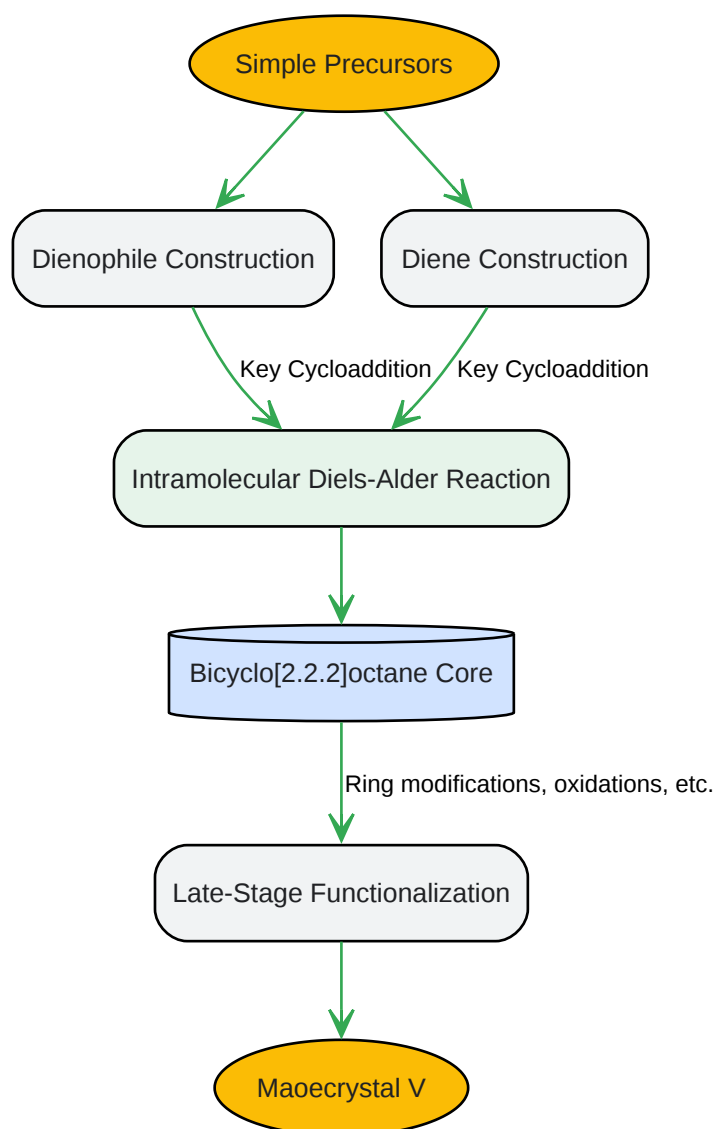 Simple Precursors
Dienophile Construction
Diene Construction
Key Cycloaddition
Key Cycloaddition
Intramolecular Diels-Alder Reaction
Bicyclo[2.2.2]octane Core
Ring modifications, oxidations, etc.
Late-Stage Functionalization
Maoecrystal V